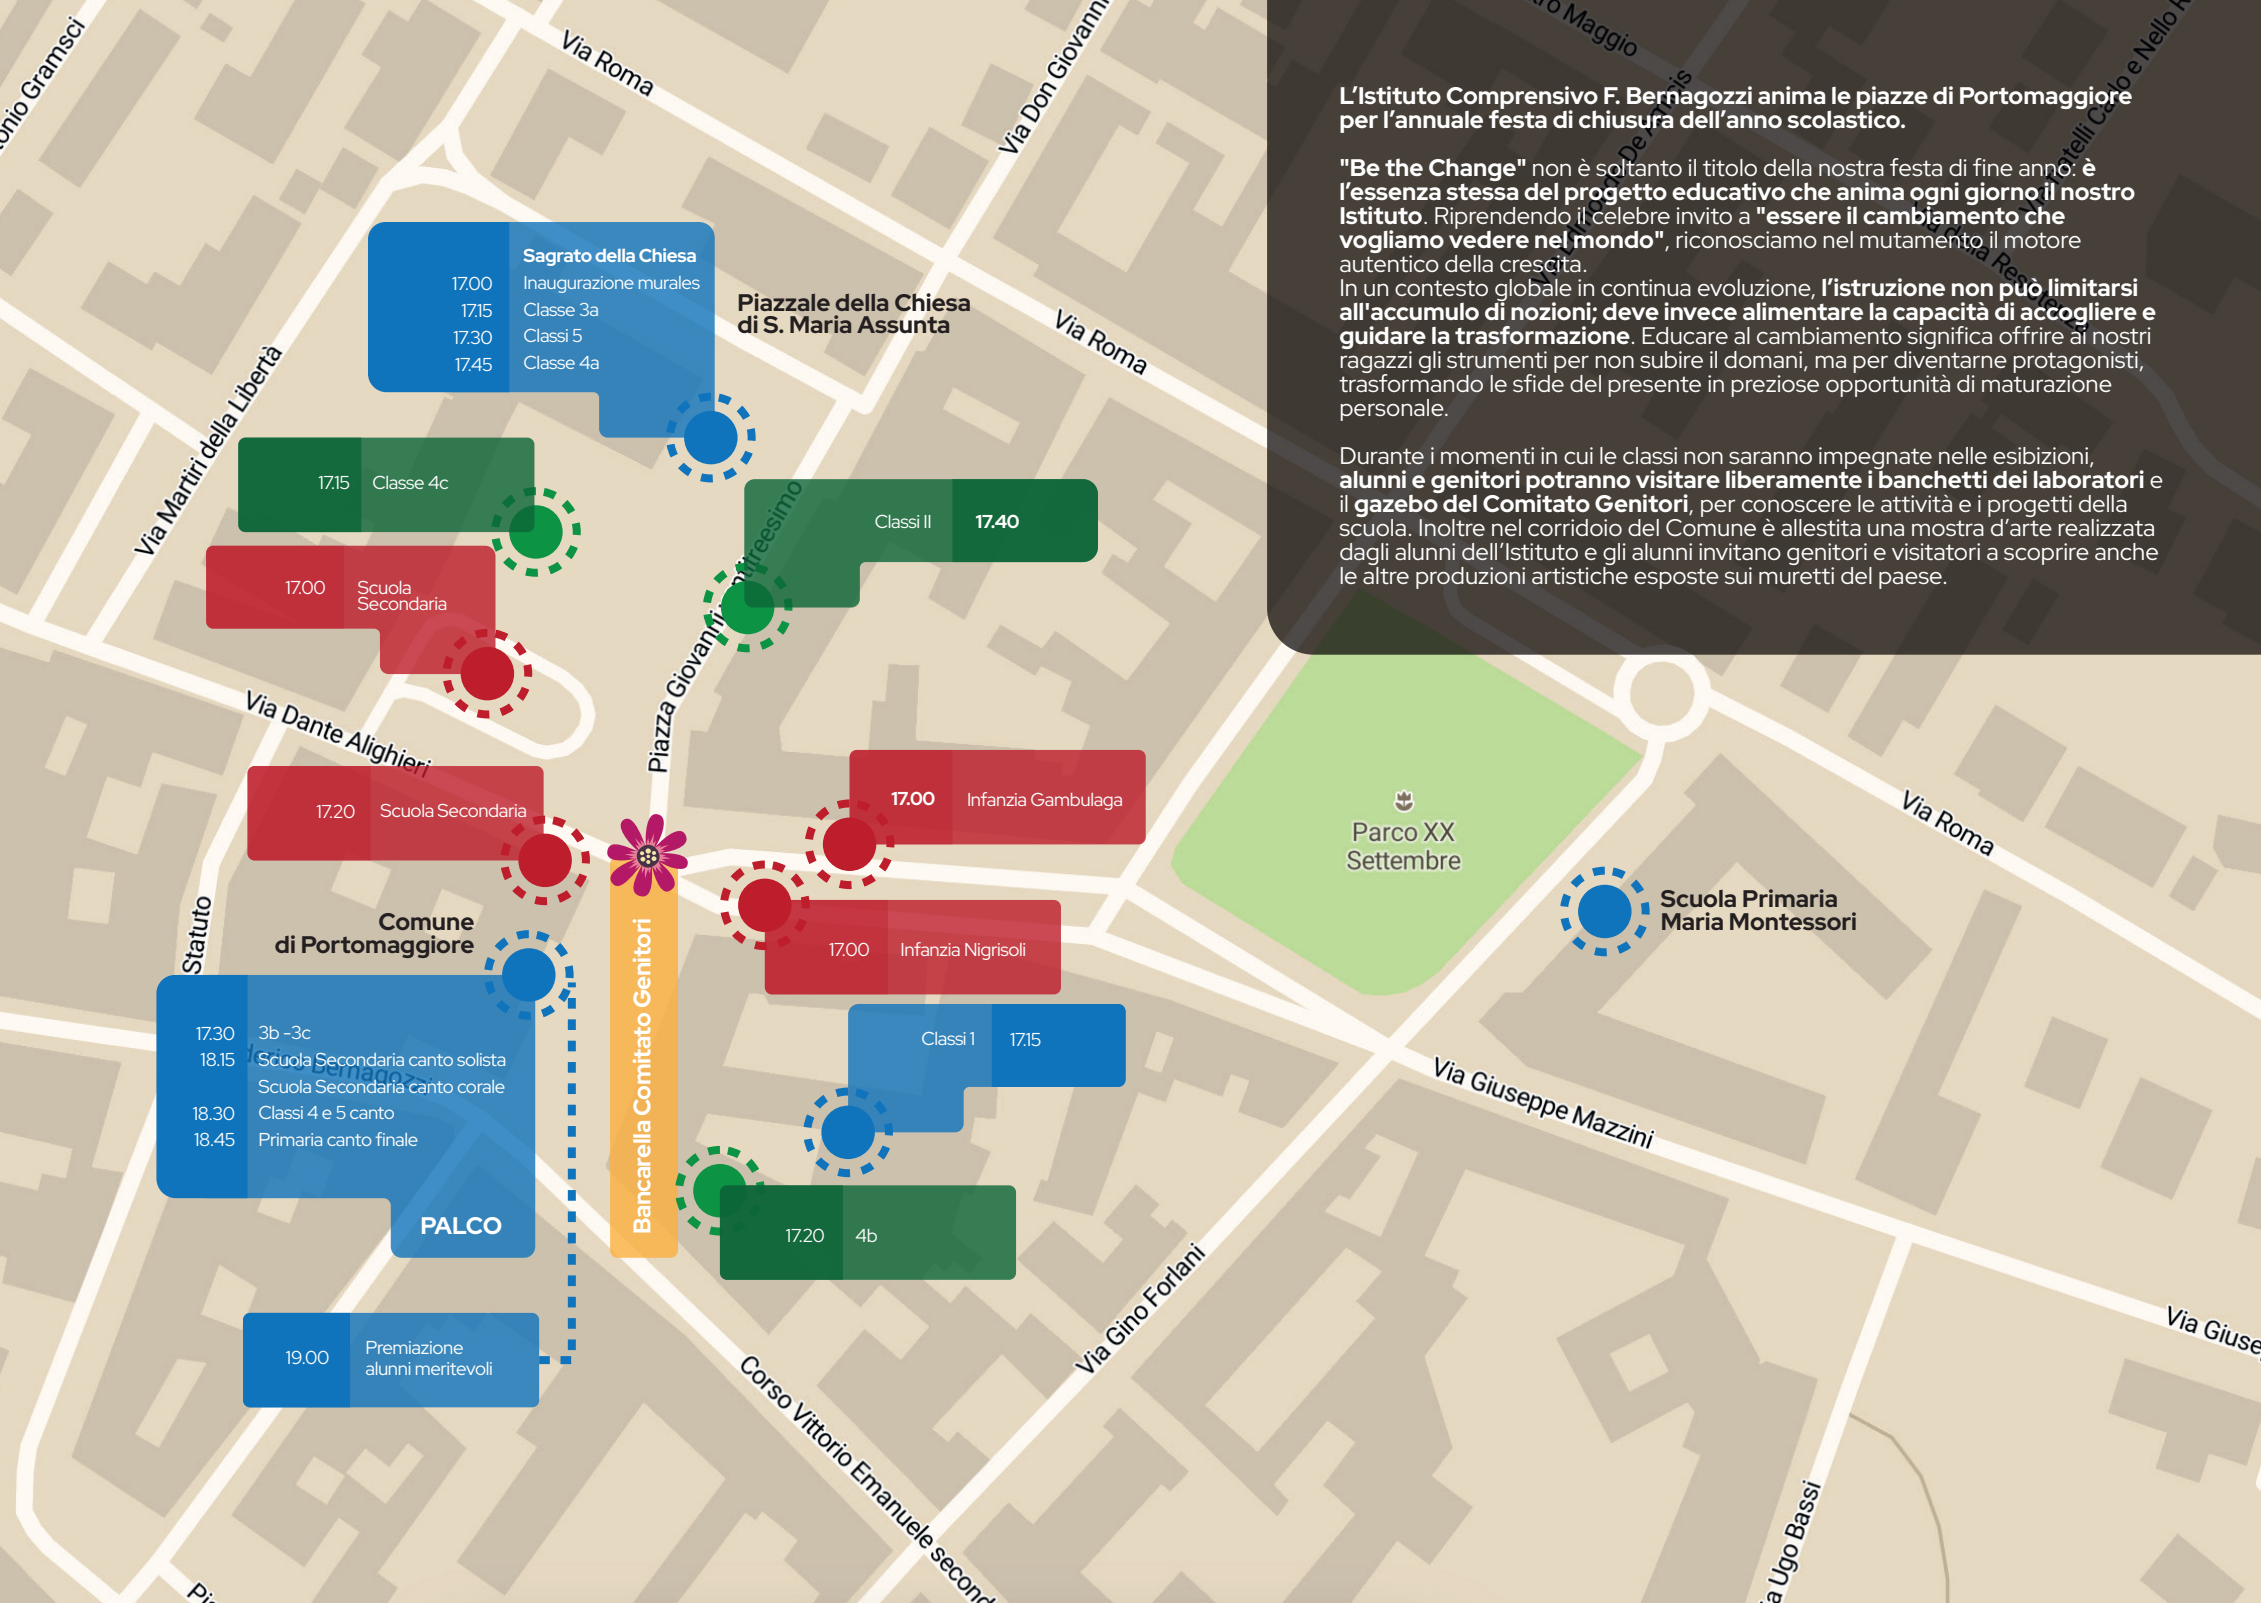 onio Gramsci
Via Roma
Via Don Giovanni
ro Maggio
L'Istituto Comprensivo F. Bernagozzi anima le piazze di Portomaggiore
per l'annuale festa di chiusura dell'anno scolastico.
"Be the Change" non è soltanto il titolo della nostra festa di fine anno: è
l'essenza stessa del progetto educativo che anima ogni giorno il nostro
Istituto. Riprendendo il celebre invito a "essere il cambiamento che
vogliamo vedere nel mondo", riconosciamo nel mutamento il motore
autentico della crescita.
In un contesto globale in continua evoluzione, l'istruzione non può limitarsi
all'accumulo di nozioni; deve invece alimentare la capacità di accogliere e
guidare la trasformazione. Educare al cambiamento significa offrire ai nostri
ragazzi gli strumenti per non subire il domani, ma per diventarne protagonisti,
trasformando le sfide del presente in preziose opportunità di maturazione
personale.
Durante i momenti in cui le classi non saranno impegnate nelle esibizioni,
alunni e genitori potranno visitare liberamente i banchetti dei laboratori e
il gazebo del Comitato Genitori, per conoscere le attività e i progetti della
scuola. Inoltre nel corridoio del Comune è allestita una mostra d'arte realizzata
dagli alunni dell'Istituto e gli alunni invitano genitori e visitatori a scoprire anche
le altre produzioni artistiche esposte sui muretti del paese.
Sagrato della Chiesa
17.00 Inaugurazione murales
17.15 Classe 3a
17.30 Classi 5
17.45 Classe 4a
Piazzale della Chiesa
di S. Maria Assunta
Via Roma
Via Martiri della Libertà
17.15 Classe 4c
Classi II 17.40
17.00 Scuola
Secondaria
Piazza Giovanni
Via Dante Alighieri
17.20 Scuola Secondaria
17.00 Infanzia Gambulaga
Parco XX
Settembre
Via Roma
Scuola Primaria
Maria Montessori
Statuto
Comune
di Portomaggiore
17.00 Infanzia Nigrisoli
Bancarella Comitato Genitori
17.30 3b -3c
18.15 Scuola Secondaria canto solista
Scuola Secondaria canto corale
18.30 Classi 4 e 5 canto
18.45 Primaria canto finale
PALCO
Bernagozzi
Classi 1 17.15
Via Giuseppe Mazzini
17.20 4b
19.00 Premiazione
alunni meritevoli
Via Gino Forlani
Corso Vittorio Emanuele second
Via Giuse
a Ugo Bassi